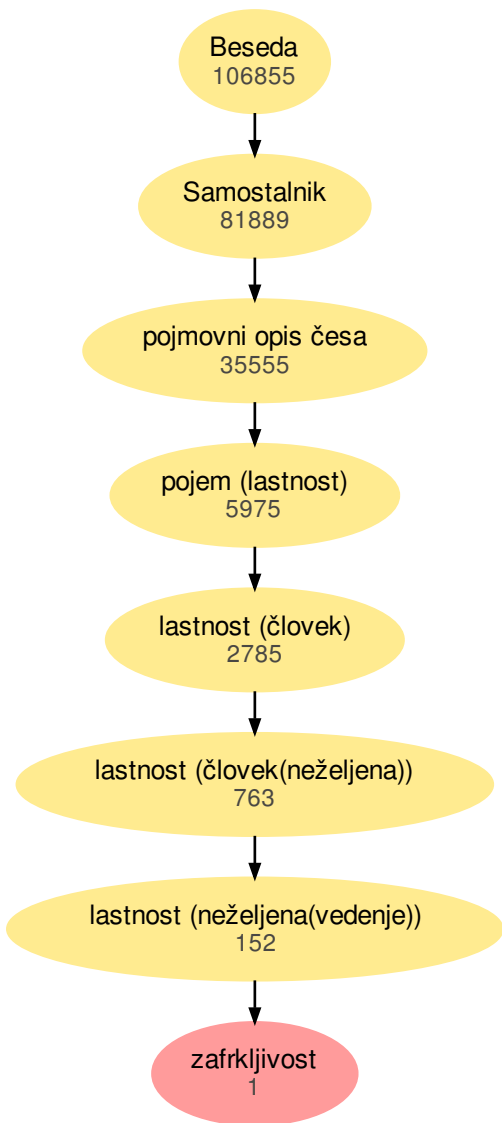 Beseda
106855
Samostalnik
81889
pojmovni opis česa
35555
pojem (lastnost)
5975
lastnost (človek)
2785
lastnost (človek(neželjena))
763
lastnost (neželjena(vedenje))
152
zafrkljivost
1